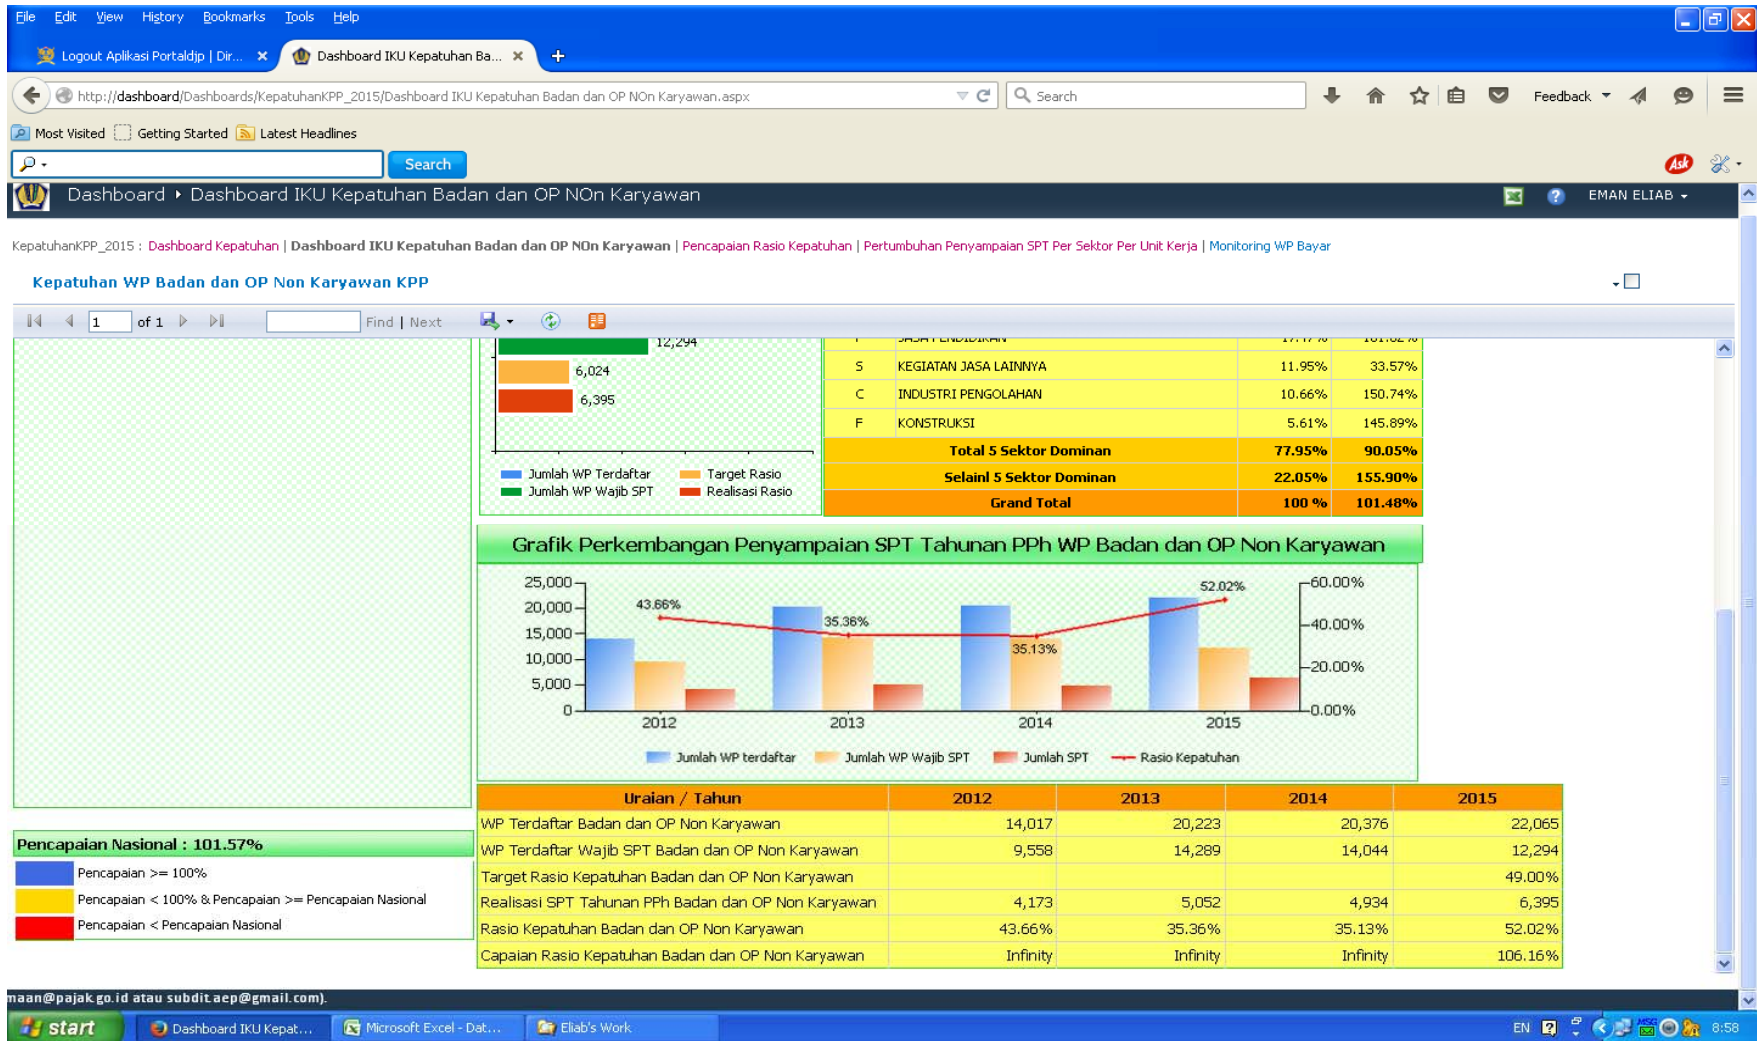 File Edit View History Bookmarks Tools Help
Logout Aplikasi Portaldjp | Dir... × Dashboard IKU Kepatuhan Ba... × +
http://dashboard/Dashboards/KepatuhanKPP_2015/Dashboard IKU Kepatuhan Badan dan OP NOn Karyawan.aspx Search Feedback
Most Visited Getting Started Latest Headlines
Search Ask
Dashboard Dashboard IKU Kepatuhan Badan dan OP NOn Karyawan EMAN ELIAB
KepatuhanKPP_2015 : Dashboard Kepatuhan | Dashboard IKU Kepatuhan Badan dan OP NOn Karyawan | Pencapaian Rasio Kepatuhan | Pertumbuhan Penyampaian SPT Per Sektor Per Unit Kerja | Monitoring WP Bayar
Kepatuhan WP Badan dan OP Non Karyawan KPP
1 of 1 Find | Next
12,294
6,024
6,395
Jumlah WP Terdaftar Target Rasio
Jumlah WP Wajib SPT Realisasi Rasio
JASA PENDIDIKAN
S KEGIATAN JASA LAINNYA 11.95% 33.57%
C INDUSTRI PENGOLAHAN 10.66% 150.74%
F KONSTRUKSI 5.61% 145.89%
Total 5 Sektor Dominan 77.95% 90.05%
Selainl 5 Sektor Dominan 22.05% 155.90%
Grand Total 100 % 101.48%
Grafik Perkembangan Penyampaian SPT Tahunan PPh WP Badan dan OP Non Karyawan
25,000
20,000
15,000
10,000
5,000
0
43.66%
35.36%
35.13%
52.02%
60.00%
40.00%
20.00%
0.00%
2012 2013 2014 2015
Jumlah WP terdaftar Jumlah WP Wajib SPT Jumlah SPT Rasio Kepatuhan
Uraian / Tahun 2012 2013 2014 2015
WP Terdaftar Badan dan OP Non Karyawan 14,017 20,223 20,376 22,065
WP Terdaftar Wajib SPT Badan dan OP Non Karyawan 9,558 14,289 14,044 12,294
Target Rasio Kepatuhan Badan dan OP Non Karyawan 49.00%
Realisasi SPT Tahunan PPh Badan dan OP Non Karyawan 4,173 5,052 4,934 6,395
Rasio Kepatuhan Badan dan OP Non Karyawan 43.66% 35.36% 35.13% 52.02%
Capaian Rasio Kepatuhan Badan dan OP Non Karyawan Infinity Infinity Infinity 106.16%
Pencapaian Nasional : 101.57%
Pencapaian >= 100%
Pencapaian < 100% & Pencapaian >= Pencapaian Nasional
Pencapaian < Pencapaian Nasional
maan@pajak.go.id atau subdit.aep@gmail.com).
start Dashboard IKU Kepat... Microsoft Excel - Dat... Eliab's Work EN 8:58